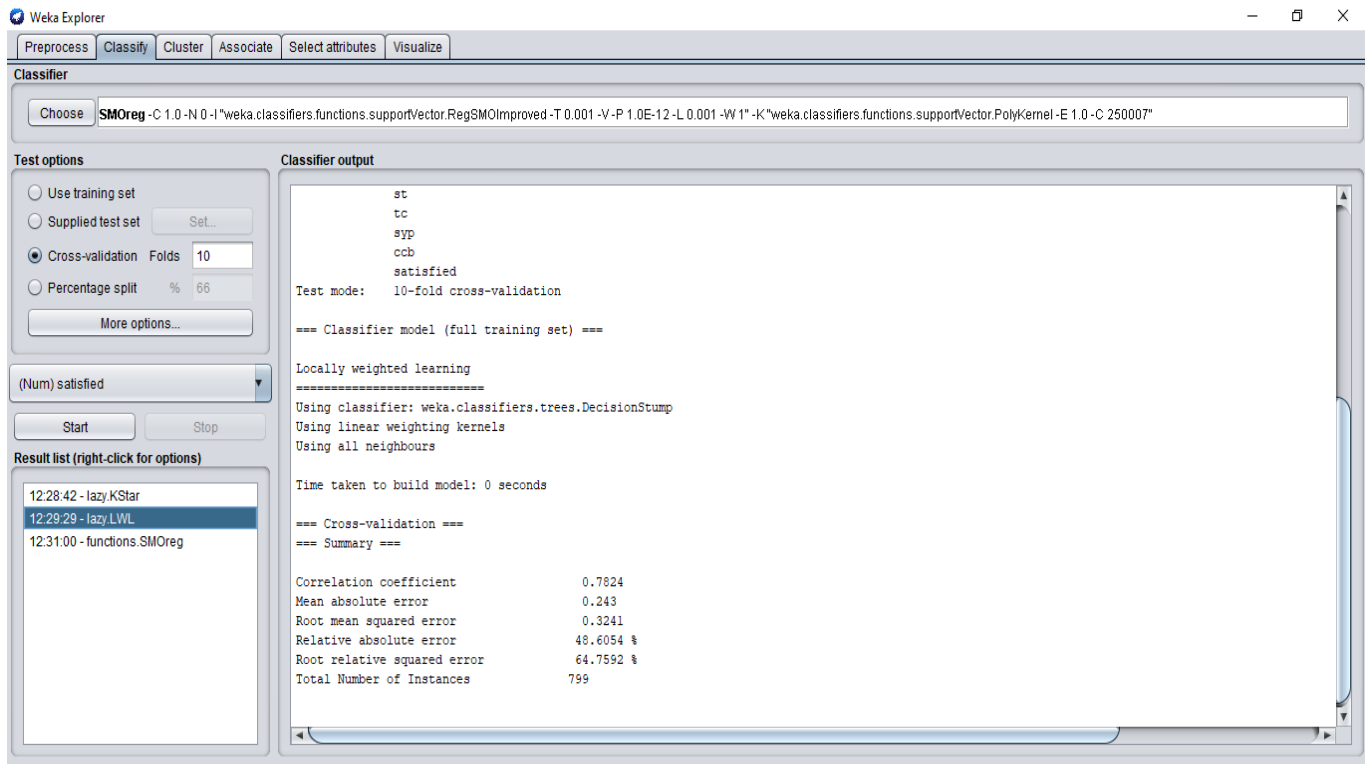 Weka Explorer
Preprocess Classify Cluster Associate Select attributes Visualize
Classifier
Choose SMOreg -C 1.0 -N 0 -I "weka.classifiers.functions.supportVector.RegSMOImproved -T 0.001 -V -P 1.0E-12 -L 0.001 -W 1" -K "weka.classifiers.functions.supportVector.PolyKernel -E 1.0 -C 250007"
Test options
Use training set
Supplied test set Set...
Cross-validation Folds 10
Percentage split % 66
More options...
(Num) satisfied
Start Stop
Result list (right-click for options)
12:28:42 - lazy.KStar
12:29:29 - lazy.LWL
12:31:00 - functions.SMOreg
Classifier output
st
tc
syp
ccb
satisfied
Test mode: 10-fold cross-validation
=== Classifier model (full training set) ===
Locally weighted learning
===========================
Using classifier: weka.classifiers.trees.DecisionStump
Using linear weighting kernels
Using all neighbours
Time taken to build model: 0 seconds
=== Cross-validation ===
=== Summary ===
Correlation coefficient 0.7824
Mean absolute error 0.243
Root mean squared error 0.3241
Relative absolute error 48.6054 %
Root relative squared error 64.7592 %
Total Number of Instances 799